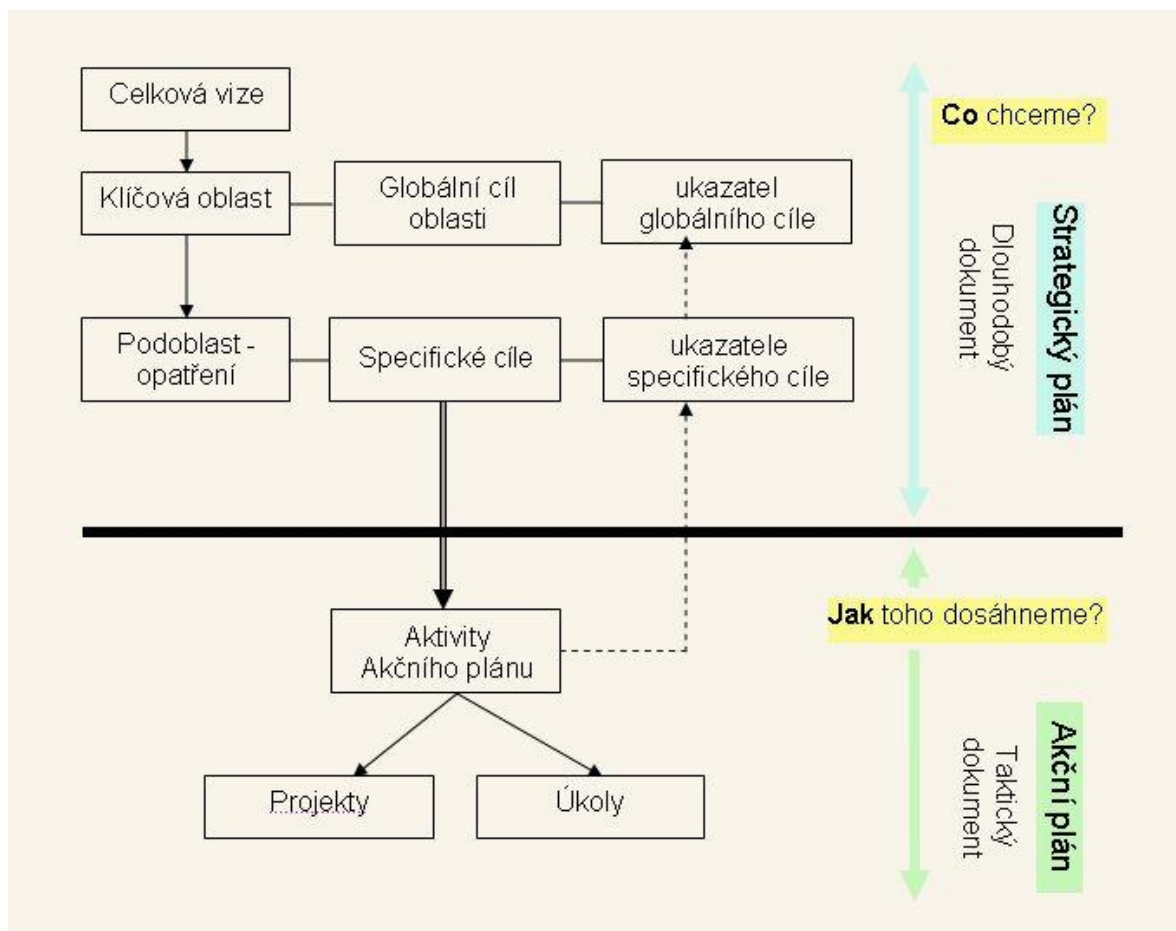 Celková vize
Co chceme?
Klíčová oblast
Globální cíl
oblasti
ukazatel
globálního cíle
Strategický plán
Dlouhodobý
dokument
Podoblast -
opatření
Specifické cíle
ukazatele
specifického cíle
Jak toho dosáhneme?
Aktivity
Akčního plánu
Akční plán
Taktický
dokument
Projekty
Úkoly